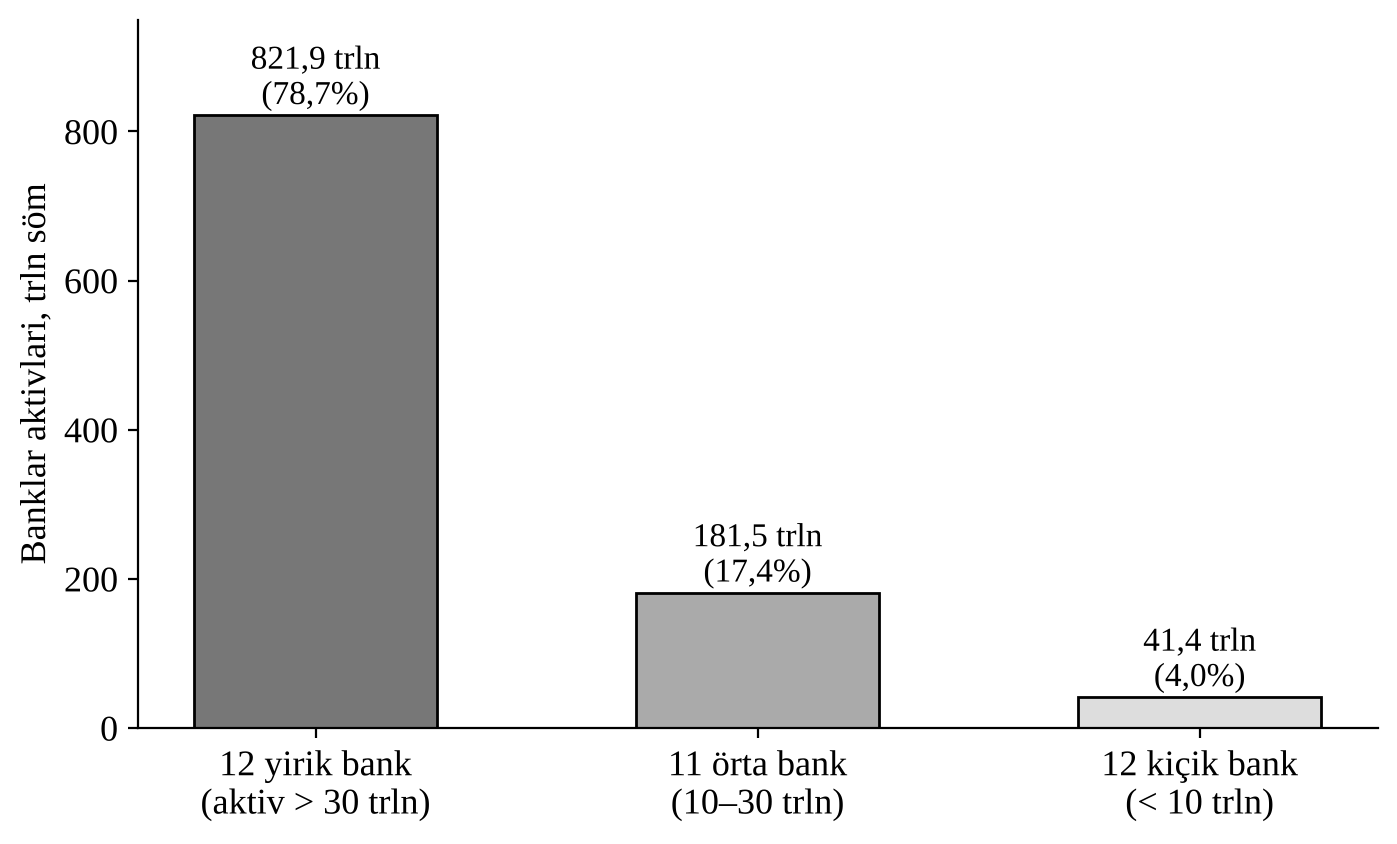 821,9 trln
(78,7%)
181,5 trln
(17,4%)
41,4 trln
(4,0%)
Banklar aktivlari, trln söm
800
600
400
200
0
12 yirik bank
(aktiv > 30 trln)
11 örta bank
(10–30 trln)
12 kiçik bank
(< 10 trln)